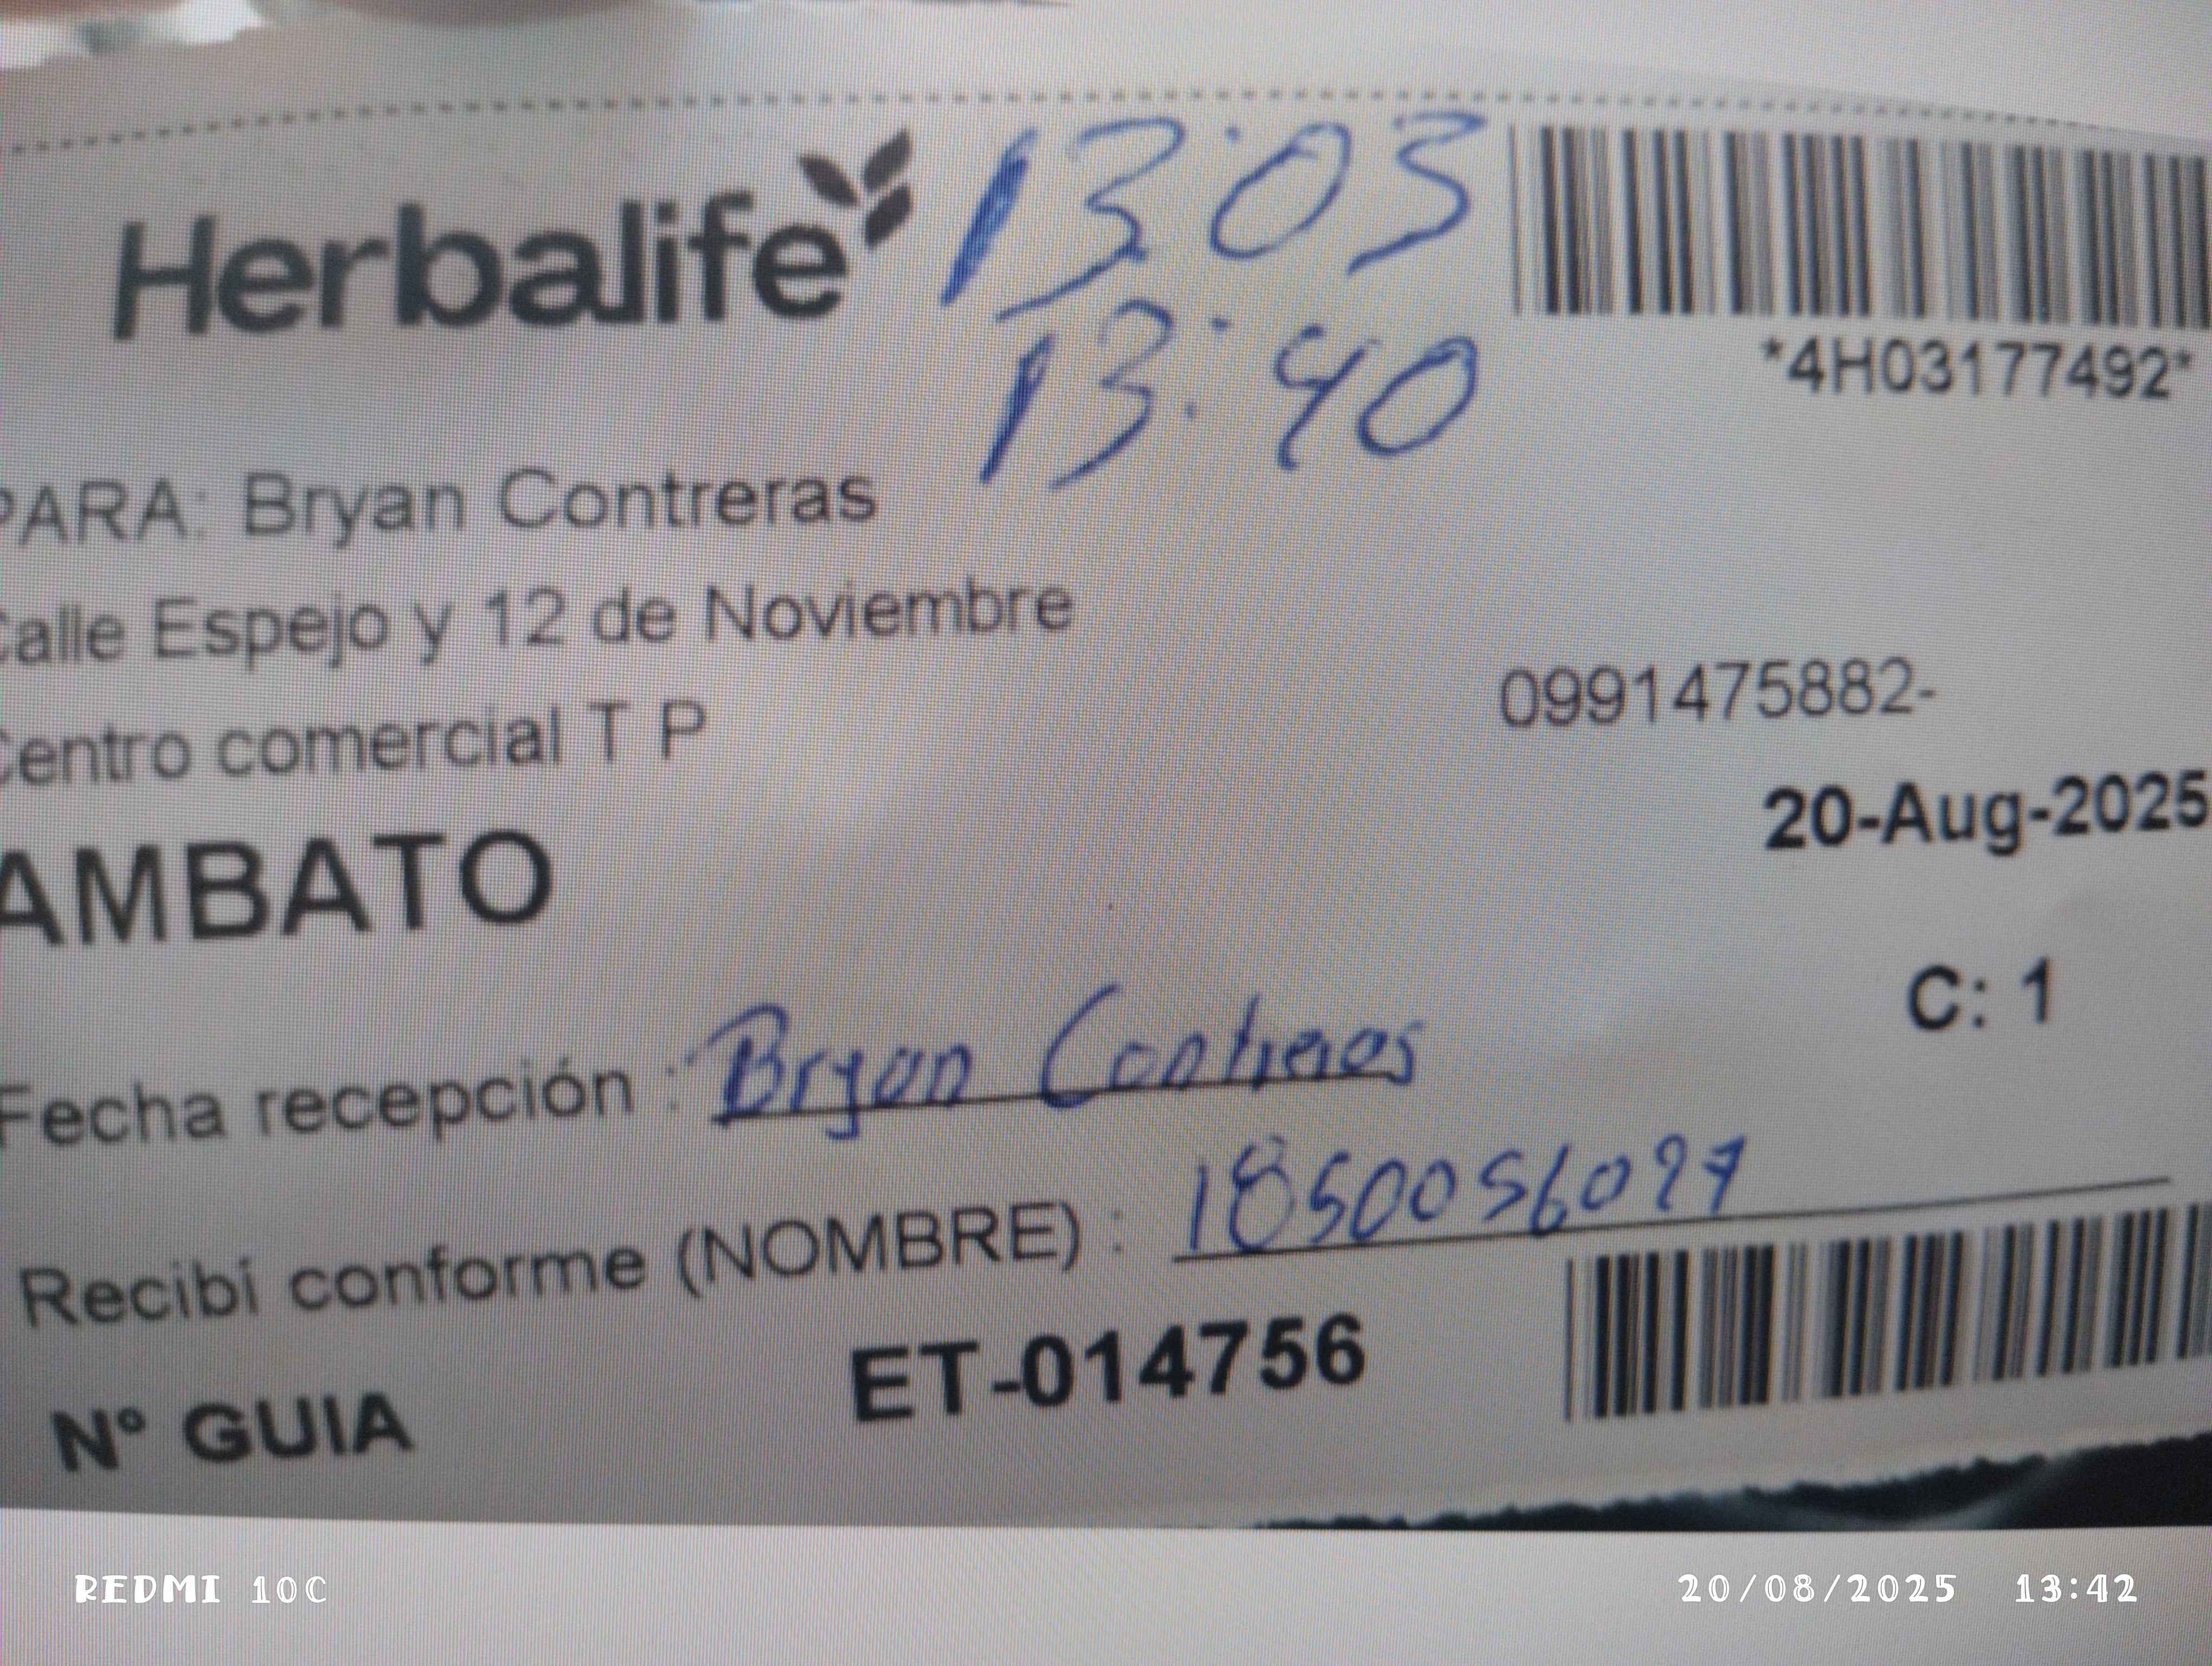 Herbalife
13:03
13:40
*4H03177492*
PARA: Bryan Contreras
Calle Espejo y 12 de Noviembre
0991475882-
Centro comercial T P
20-Aug-2025
AMBATO
C: 1
Fecha recepción : Bryan Contreras
Recibí conforme (NOMBRE) : 1850056097
Nº GUIA ET-014756
REDMI 10C 20/08/2025 13:42